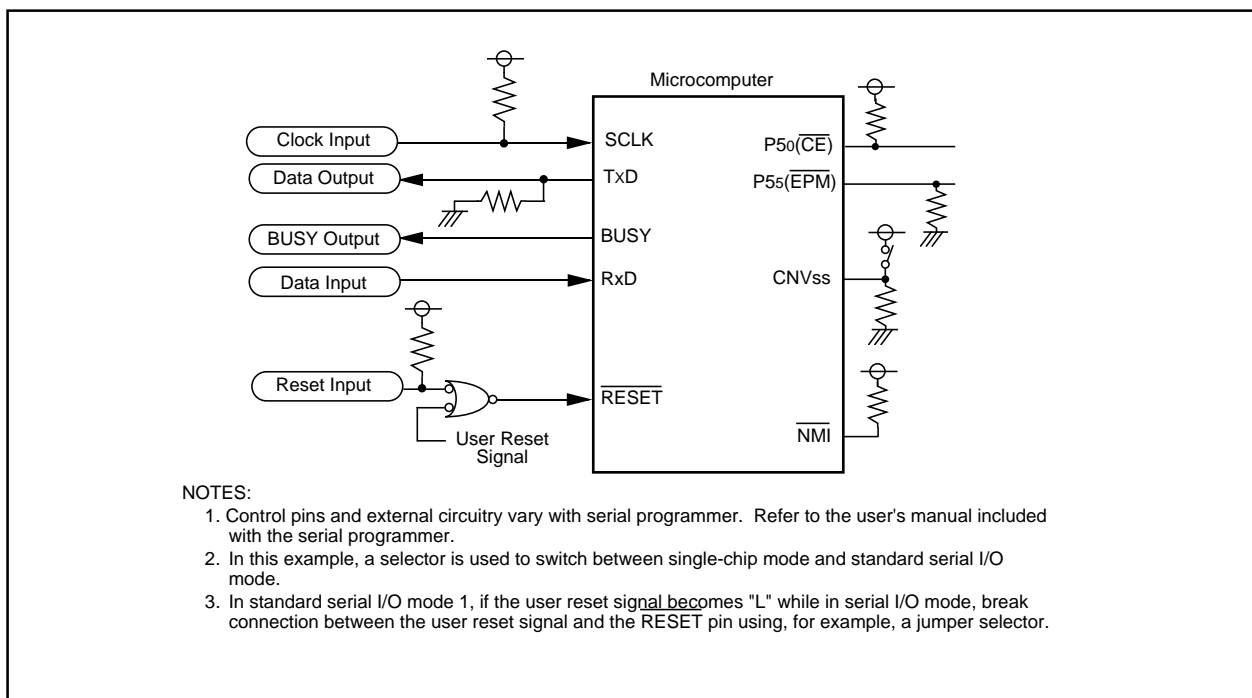 Microcomputer
Clock Input
SCLK
P50(CE)
Data Output
TxD
P55(EPM)
BUSY Output
BUSY
Data Input
RxD
CNVss
Reset Input
RESET
User Reset
Signal
NMI
NOTES:
1. Control pins and external circuitry vary with serial programmer.  Refer to the user's manual included
with the serial programmer.
2. In this example, a selector is used to switch between single-chip mode and standard serial I/O
mode.
3. In standard serial I/O mode 1, if the user reset signal becomes "L" while in serial I/O mode, break
connection between the user reset signal and the RESET pin using, for example, a jumper selector.